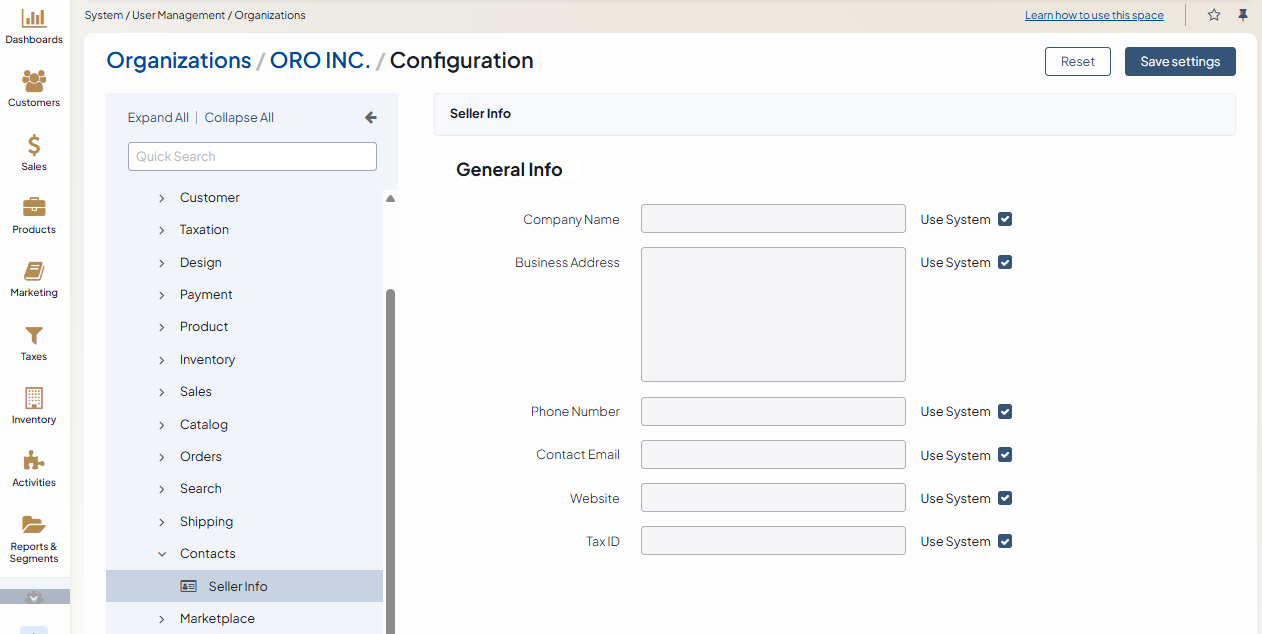 System / User Management / Organizations
Learn how to use this space
Dashboards
Customers
Sales
Products
Marketing
Taxes
Inventory
Activities
Reports &
Segments
Organizations / ORO INC. / Configuration
Reset
Save settings
Expand All | Collapse All
Quick Search
Customer
Taxation
Design
Payment
Product
Inventory
Sales
Catalog
Orders
Search
Shipping
Contacts
Seller Info
Marketplace
Seller Info
General Info
Company Name
Use System
Business Address
Use System
Phone Number
Use System
Contact Email
Use System
Website
Use System
Tax ID
Use System